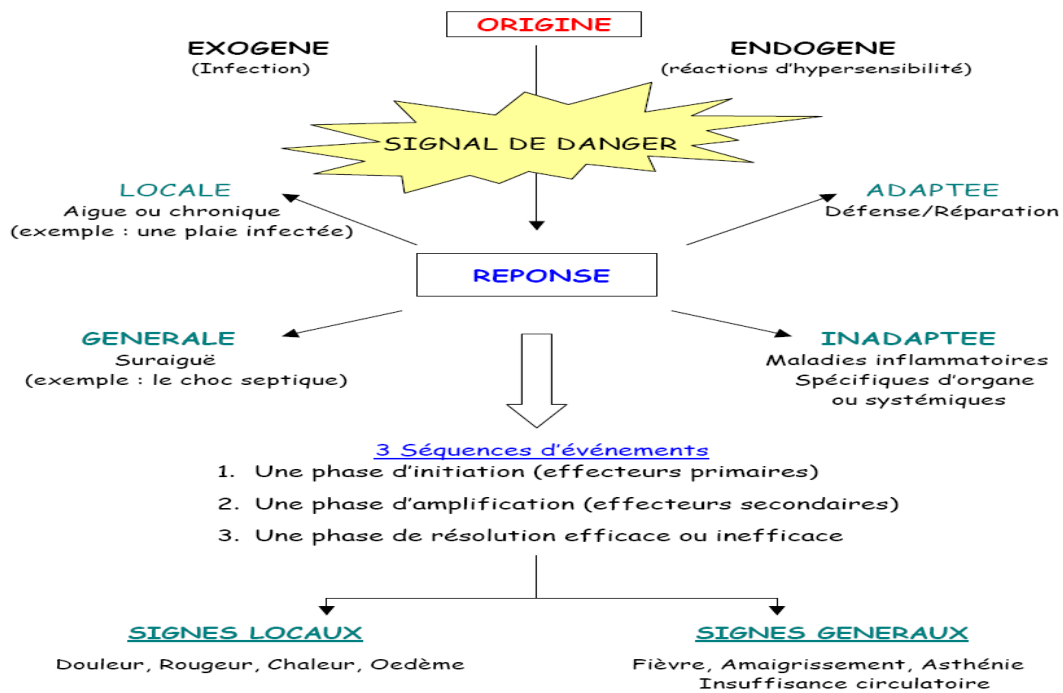 ORIGINE
EXOGENE
(Infection)
ENDOGENE
(réactions d'hypersensibilité)
SIGNAL DE DANGER
LOCALE
Aigue ou chronique
(exemple : une plaie infectée)
ADAPTEE
Défense/Réparation
REPONSE
GENERALE
Suraiguë
(exemple : le choc septique)
INADAPTEE
Maladies inflammatoires
Spécifiques d'organe
ou systémiques
3 Séquences d'événements
1. Une phase d'initiation (effecteurs primaires)
2. Une phase d'amplification (effecteurs secondaires)
3. Une phase de résolution efficace ou inefficace
SIGNES LOCAUX
Douleur, Rougeur, Chaleur, Oedème
SIGNES GENERAUX
Fièvre, Amaigrissement, Asthénie
Insuffisance circulatoire